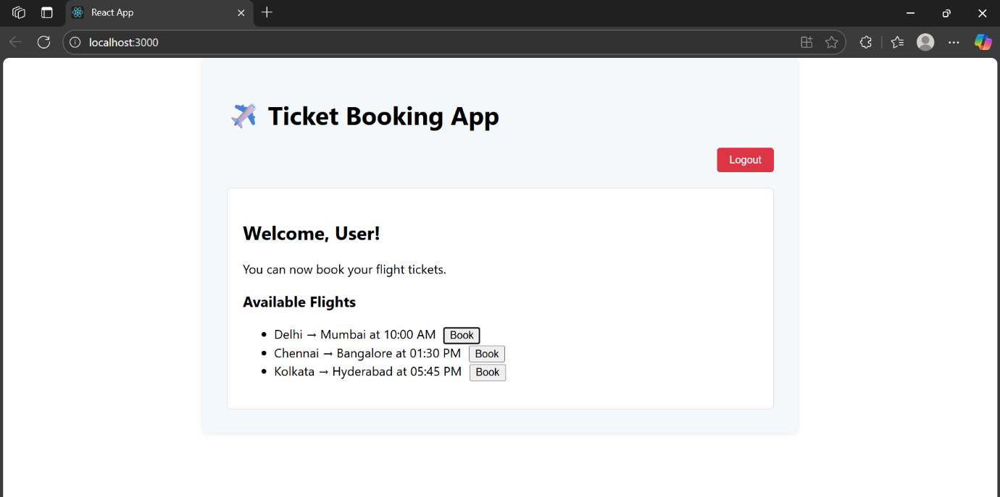 React App
localhost:3000
Ticket Booking App
Logout
Welcome, User!
You can now book your flight tickets.
Available Flights
• Delhi → Mumbai at 10:00 AM Book
• Chennai → Bangalore at 01:30 PM Book
• Kolkata → Hyderabad at 05:45 PM Book